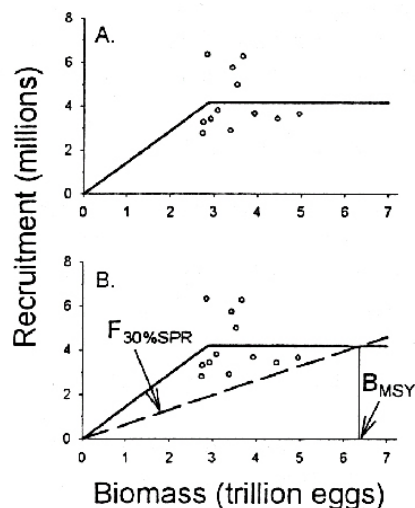 Recruitment (millions)
A.
8
6
4
2
0
0 1 2 3 4 5 6 7
B.
8
6
4
2
0
F30%SPR
BMSY
0 1 2 3 4 5 6 7
Biomass (trillion eggs)